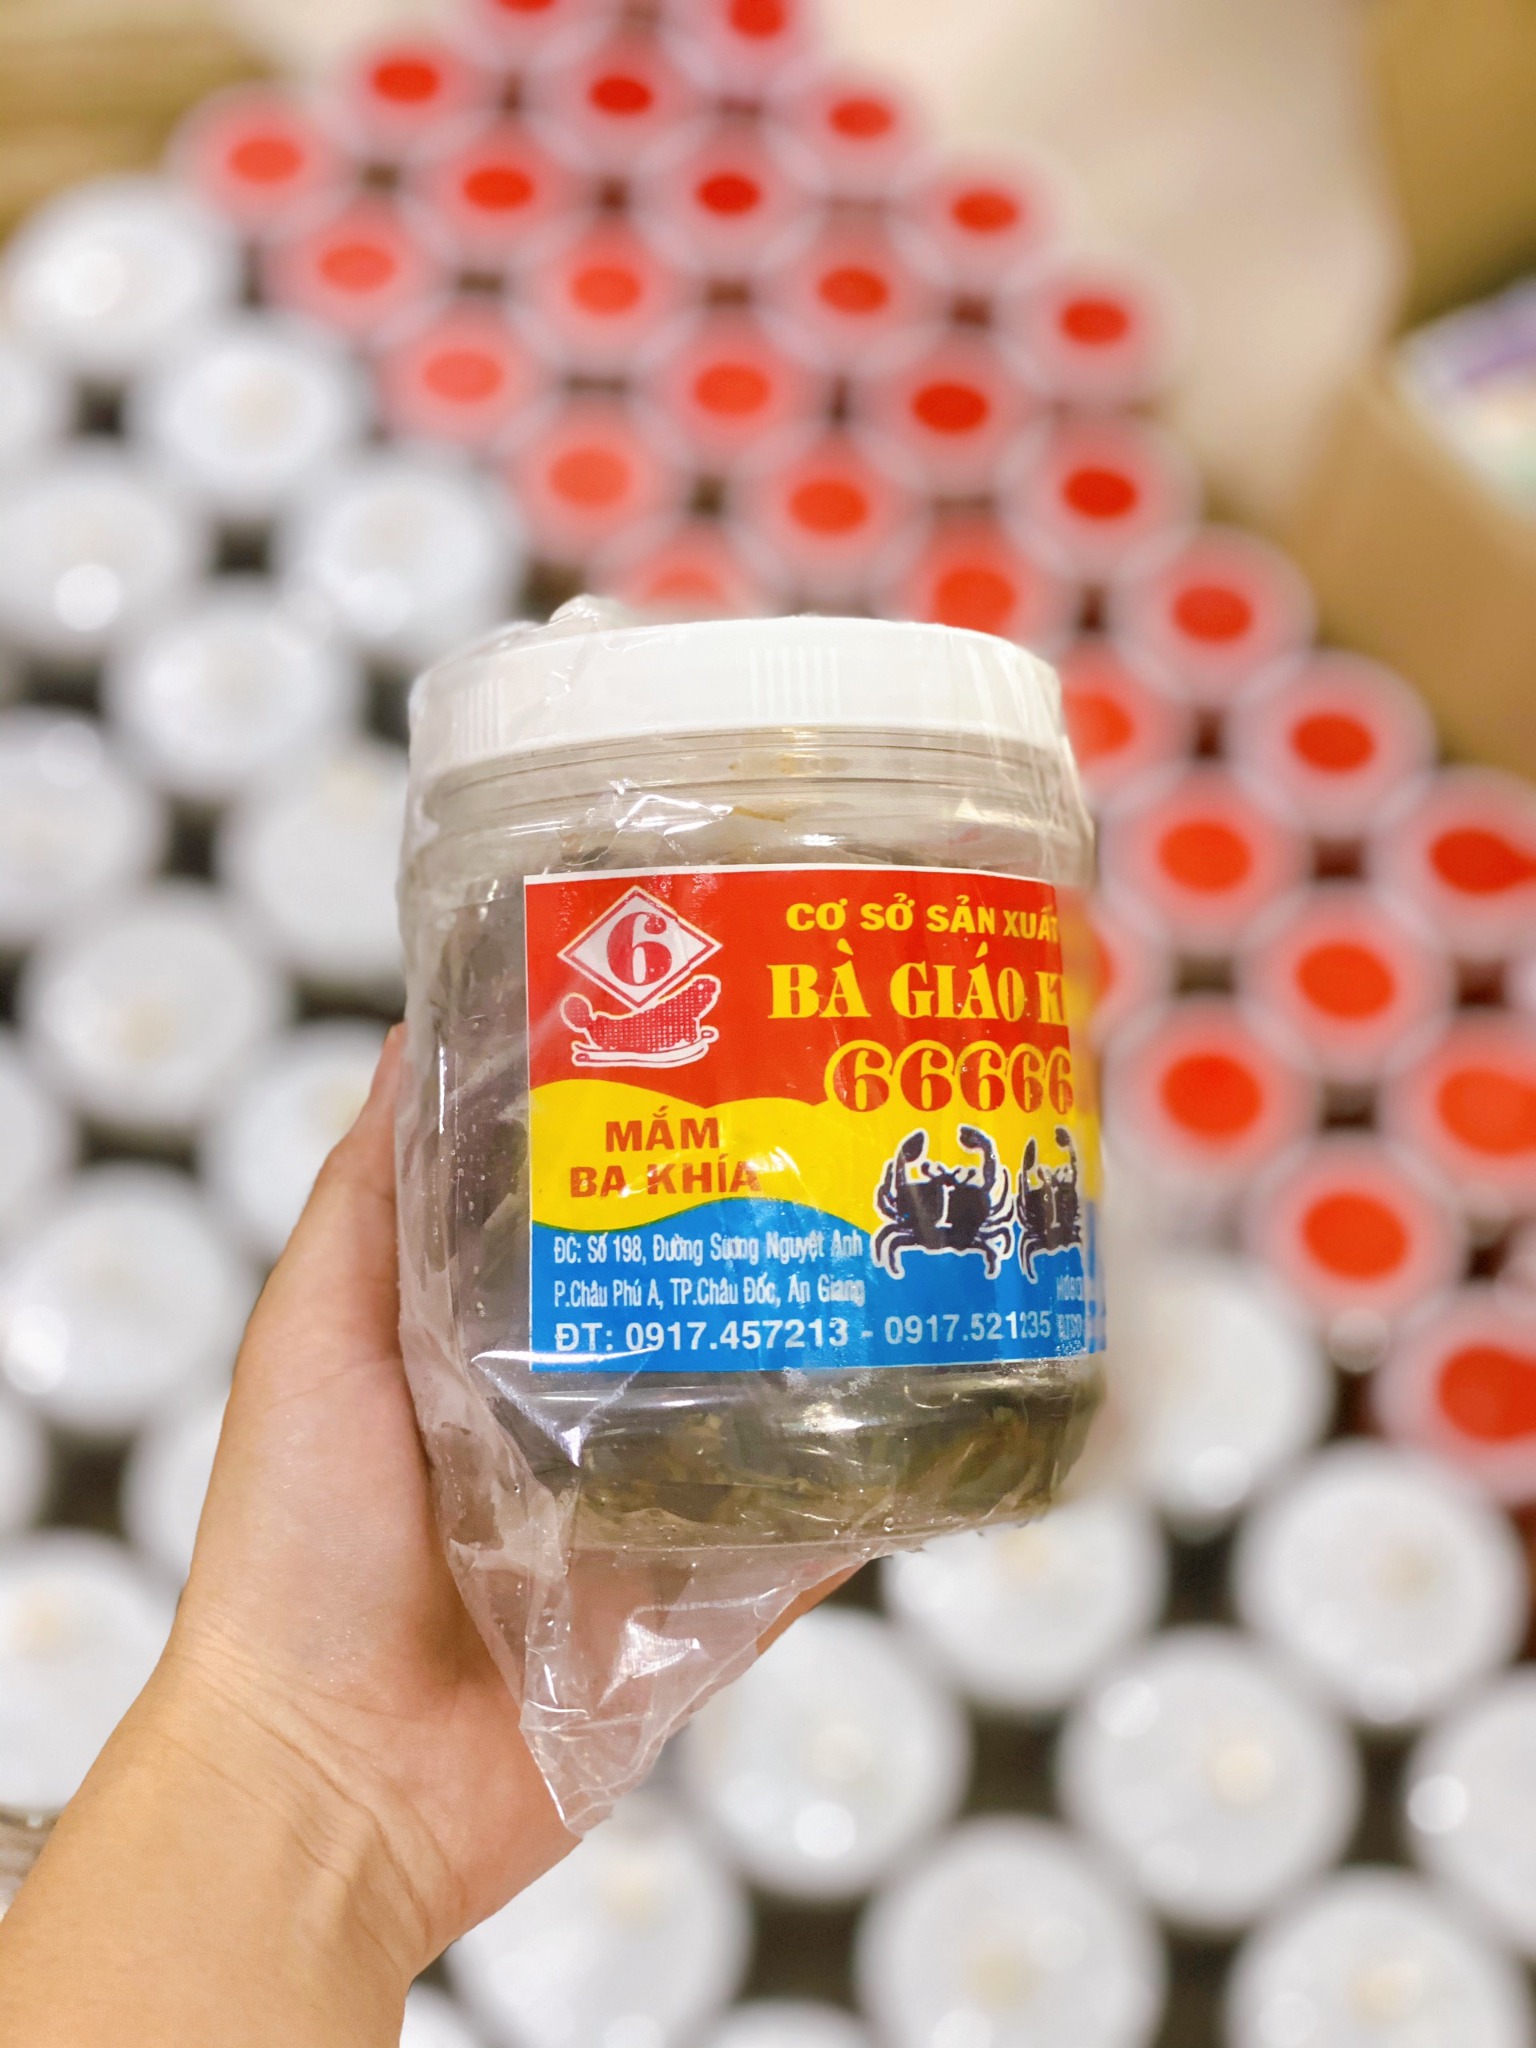 6
CƠ SỞ SẢN XUẤT
BÀ GIÁO
66666
MẮM
BA KHÍA
ĐC: Số 198, Đường Sương Nguyệt Anh
P.Châu Phú A, TP.Châu Đốc, An Giang
ĐT: 0917.457213 - 0917.521235